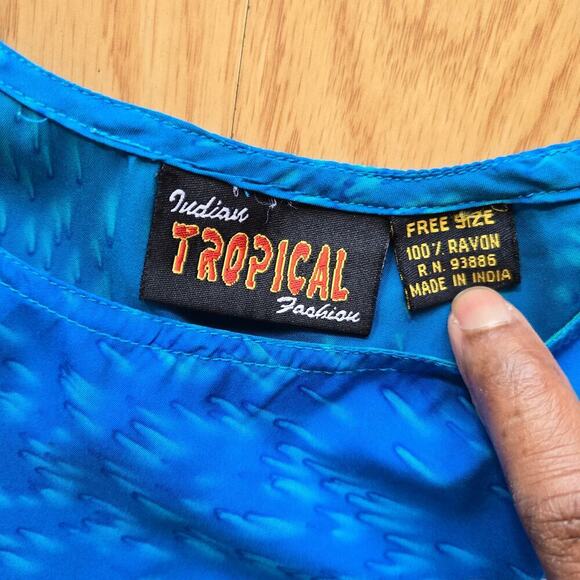 Indian
TROPICAL
Fashion
FREE SIZE
100% RAYON
R.N. 93886
MADE IN INDIA